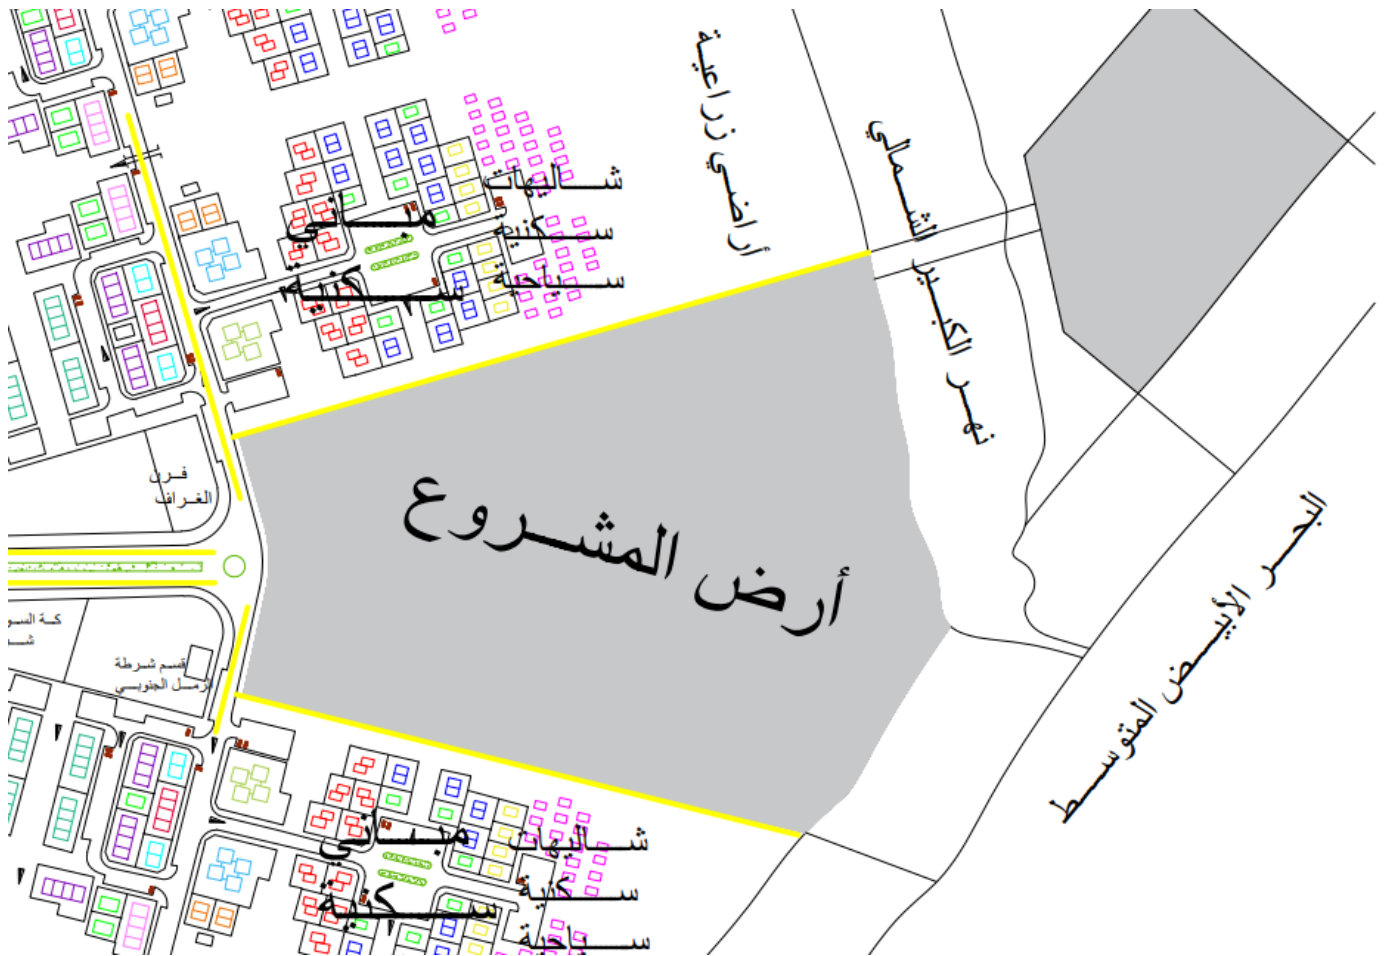 أراضي زراعية
نهر الكبير الشمالي
شاليهات
سكنية
سياحية
مباني
سكنية
فرن
الغراف
أرض المشروع
البحر الأبيض المتوسط
قسم شرطة
الرمل الجنوبي
شاليهات
سكنية
سياحية
مباني
سكنية